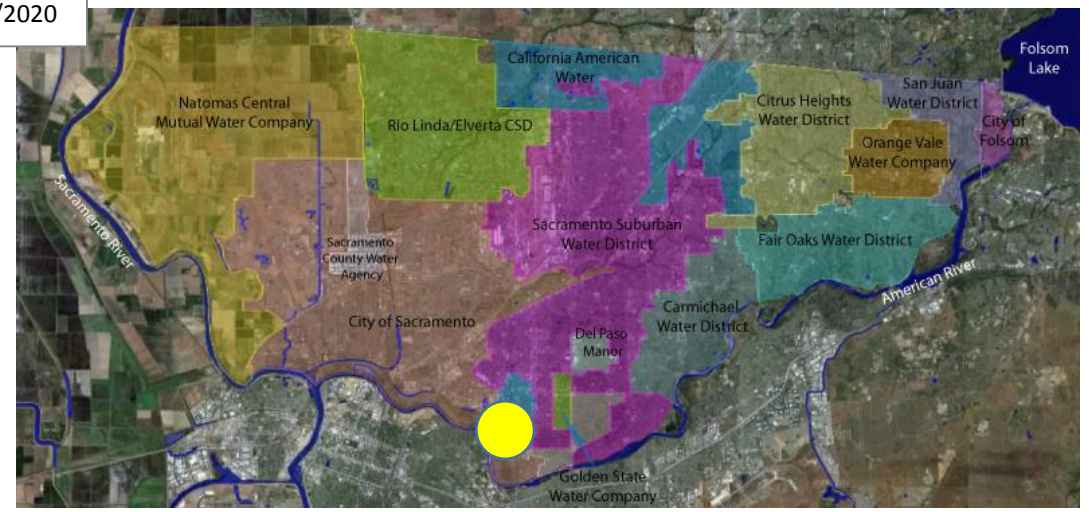 /2020
Folsom
Lake
California American
Water
San Juan
Water District
Natomas Central
Mutual Water Company
Citrus Heights
Water District
City of
Folsom
Rio Linda/Elverta CSD
Orange Vale
Water Company
Sacramento River
Sacramento Suburban
Water District
Fair Oaks Water District
Sacramento
County Water
Agency
American River
Carmichael
Water District
City of Sacramento
Del Paso
Manor
Golden State
Water Company